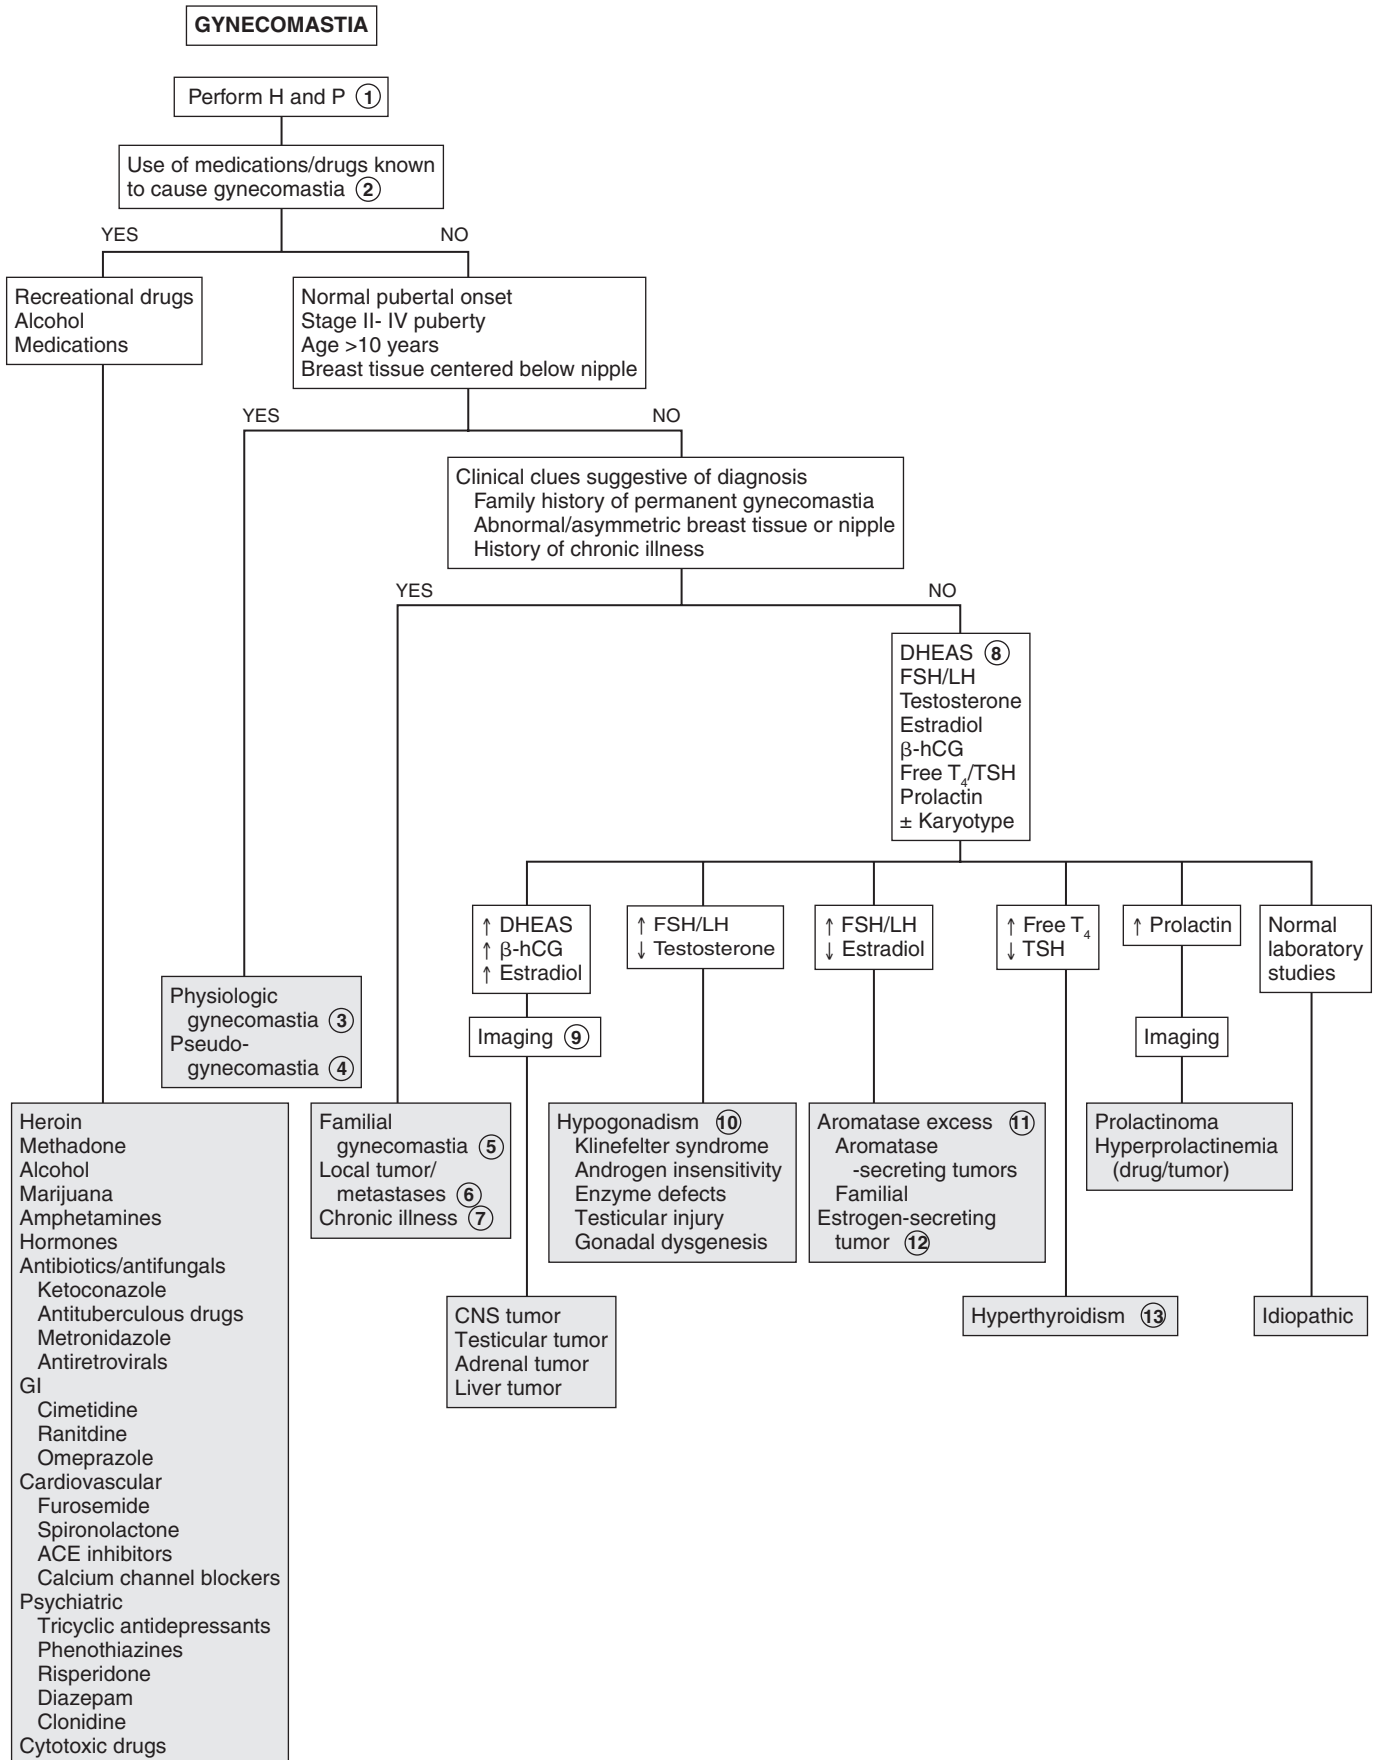 GYNECOMASTIA
Perform H and P 1
Use of medications/drugs known
to cause gynecomastia 2
YES
NO
Recreational drugs
Alcohol
Medications
Normal pubertal onset
Stage II- IV puberty
Age >10 years
Breast tissue centered below nipple
YES
NO
Clinical clues suggestive of diagnosis
Family history of permanent gynecomastia
Abnormal/asymmetric breast tissue or nipple
History of chronic illness
YES
NO
DHEAS 8
FSH/LH
Testosterone
Estradiol
β-hCG
Free T₄/TSH
Prolactin
± Karyotype
↑ DHEAS
↑ β-hCG
↑ Estradiol
↑ FSH/LH
↓ Testosterone
↑ FSH/LH
↓ Estradiol
↑ Free T₄
↓ TSH
↑ Prolactin
Normal
laboratory
studies
Imaging 9
Imaging
Physiologic
gynecomastia 3
Pseudo-
gynecomastia 4
Heroin
Methadone
Alcohol
Marijuana
Amphetamines
Hormones
Antibiotics/antifungals
Ketoconazole
Antituberculous drugs
Metronidazole
Antiretrovirals
GI
Cimetidine
Ranitdine
Omeprazole
Cardiovascular
Furosemide
Spironolactone
ACE inhibitors
Calcium channel blockers
Psychiatric
Tricyclic antidepressants
Phenothiazines
Risperidone
Diazepam
Clonidine
Cytotoxic drugs
Familial
gynecomastia 5
Local tumor/
metastases 6
Chronic illness 7
Hypogonadism 10
Klinefelter syndrome
Androgen insensitivity
Enzyme defects
Testicular injury
Gonadal dysgenesis
Aromatase excess 11
Aromatase
-secreting tumors
Familial
Estrogen-secreting
tumor 12
Prolactinoma
Hyperprolactinemia
(drug/tumor)
CNS tumor
Testicular tumor
Adrenal tumor
Liver tumor
Hyperthyroidism 13
Idiopathic